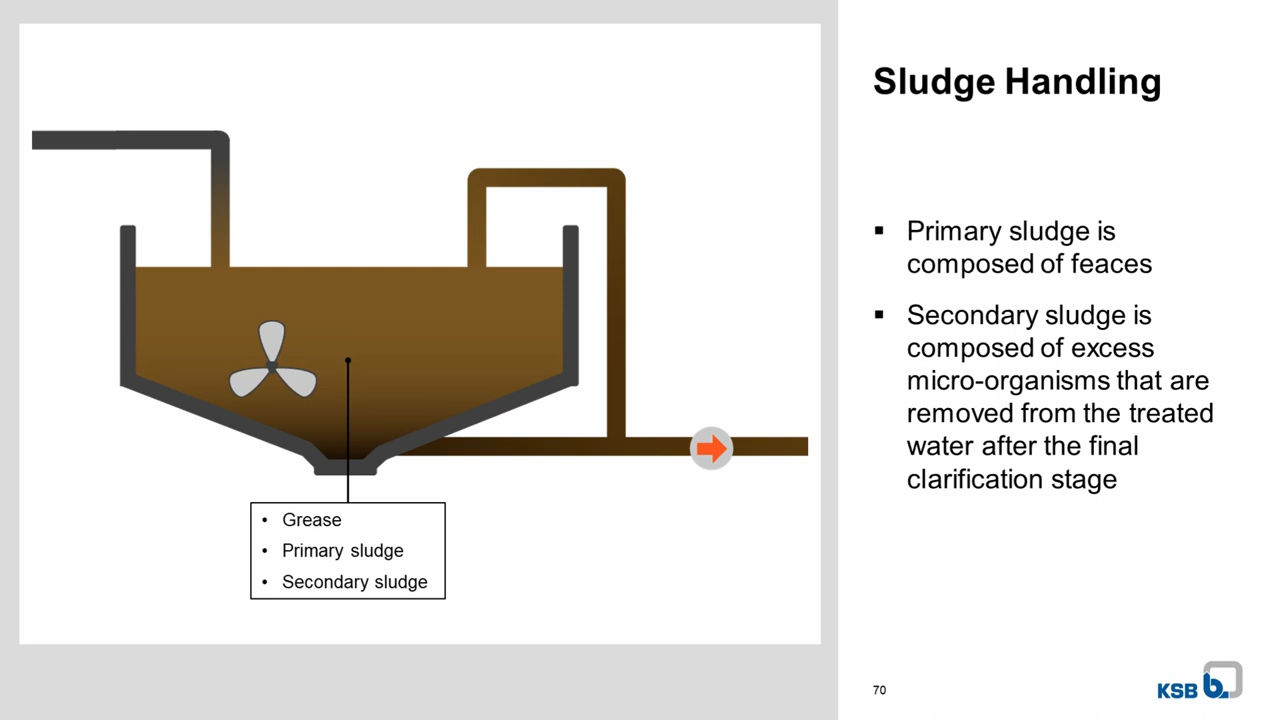 Sludge Handling
▪ Primary sludge is
composed of feaces
▪ Secondary sludge is
composed of excess
micro-organisms that are
removed from the treated
water after the final
clarification stage
• Grease
• Primary sludge
• Secondary sludge
70
KSB b.